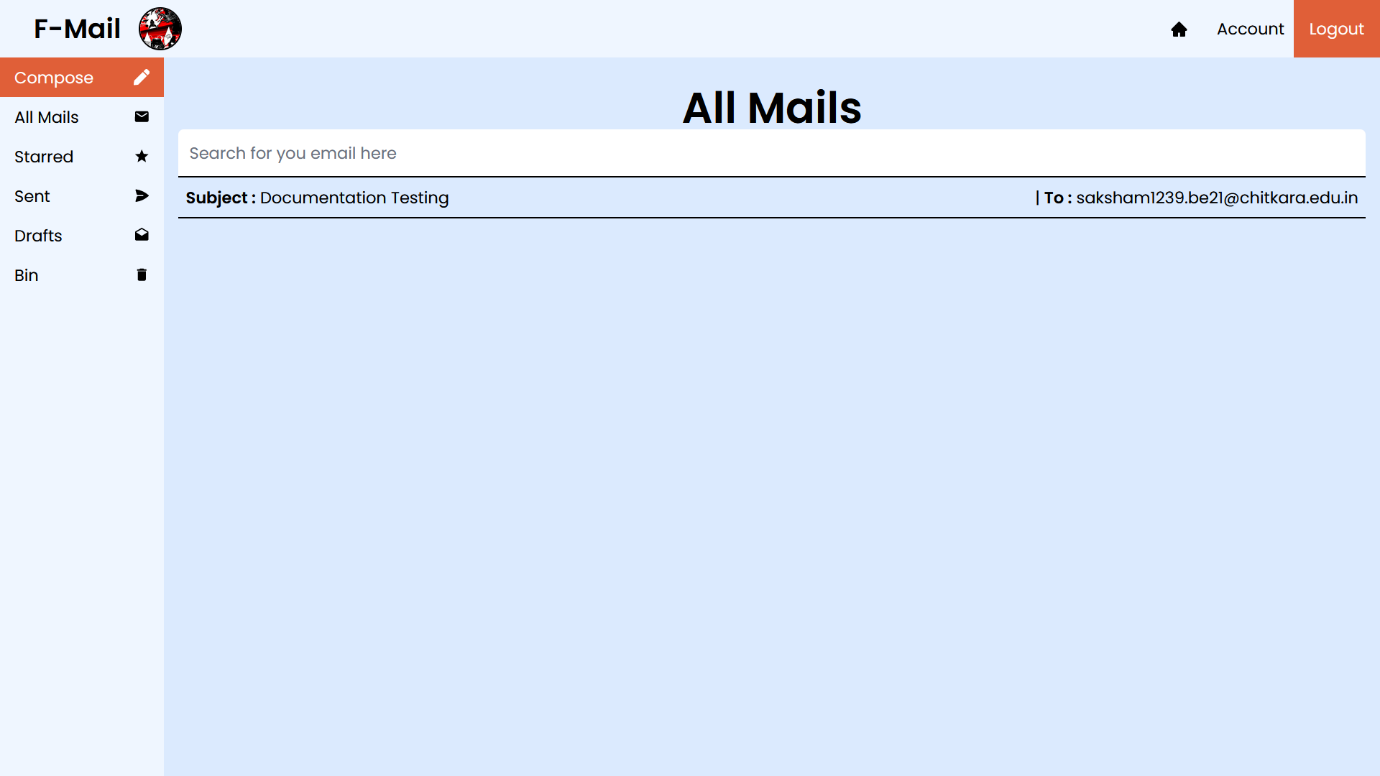 F-Mail
Account
Logout
Compose
All Mails
Starred
Sent
Drafts
Bin
All Mails
Search for you email here
Subject : Documentation Testing
| To : saksham1239.be21@chitkara.edu.in